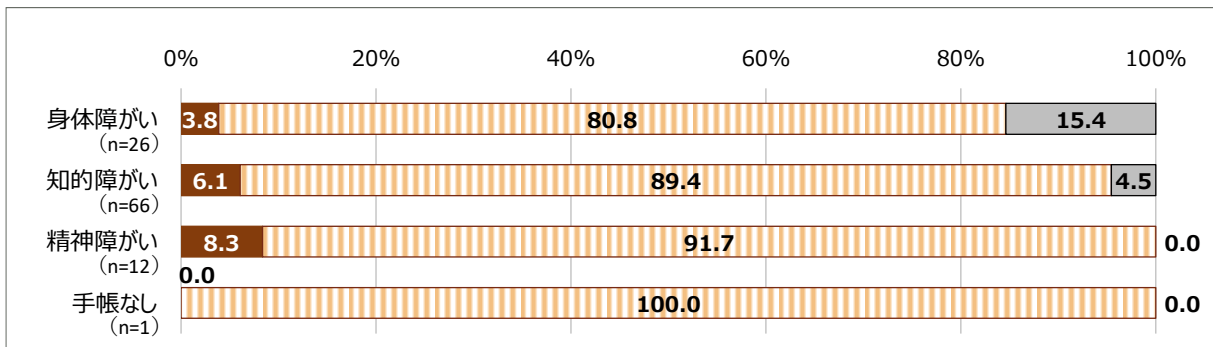 0% 20% 40% 60% 80% 100%
身体障がい 3.8 80.8 15.4
（n=26）
知的障がい 6.1 89.4 4.5
（n=66）
精神障がい 8.3 91.7 0.0
（n=12）
0.0
手帳なし 100.0 0.0
（n=1）